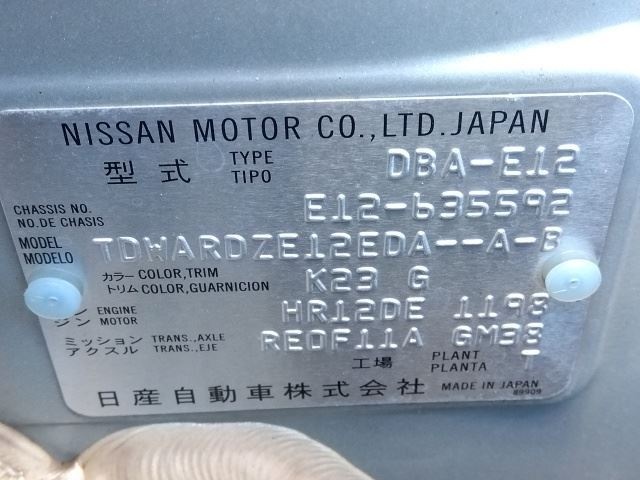 NISSAN MOTOR CO.,LTD.JAPAN
型式 TYPE TIPO DBA-E12
CHASSIS NO. NO.DE CHASIS E12-635592
MODEL MODELO TDWARDZE12EDA--A-B
カラー COLOR,TRIM
トリム COLOR,GUARNICION K23 G
ENGINE
ジン MOTOR HR12DE 1198
ミッション TRANS.,AXLE
アクスル TRANS.,EJE RE0F11A GM38
工場 PLANT PLANTA T
日産自動車株式会社 MADE IN JAPAN
89909